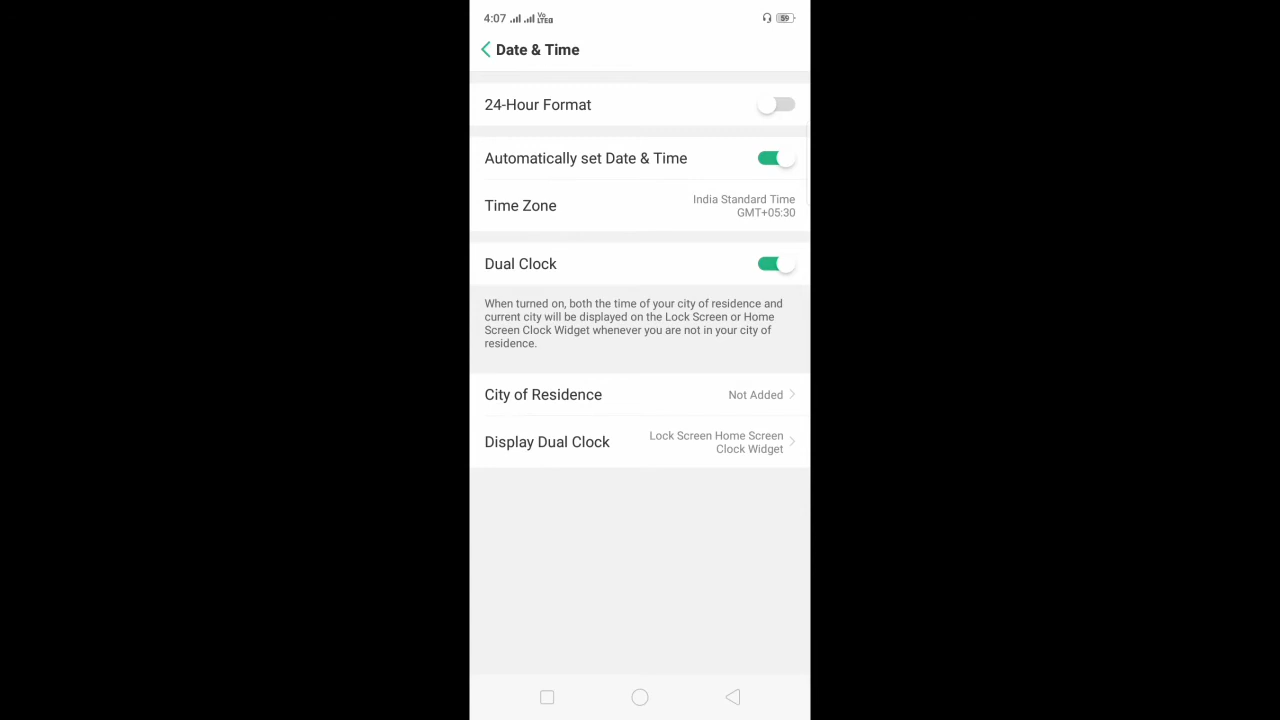 4:07 Vo LTE 59
Date & Time
24-Hour Format
Automatically set Date & Time
Time Zone
India Standard Time
GMT+05:30
Dual Clock
When turned on, both the time of your city of residence and
current city will be displayed on the Lock Screen or Home
Screen Clock Widget whenever you are not in your city of
residence.
City of Residence
Not Added
Display Dual Clock
Lock Screen Home Screen
Clock Widget